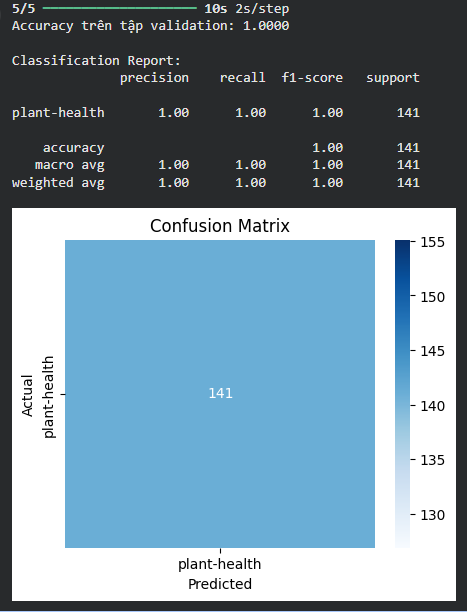 5/5 ━━━━━━━━━━━━━━━━━━━━ 10s 2s/step
Accuracy trên tập validation: 1.0000
Classification Report:
precision recall f1-score support
plant-health 1.00 1.00 1.00 141
accuracy 1.00 141
macro avg 1.00 1.00 1.00 141
weighted avg 1.00 1.00 1.00 141
Confusion Matrix
155
150
145
140
135
130
141
Actual
plant-health
plant-health
Predicted